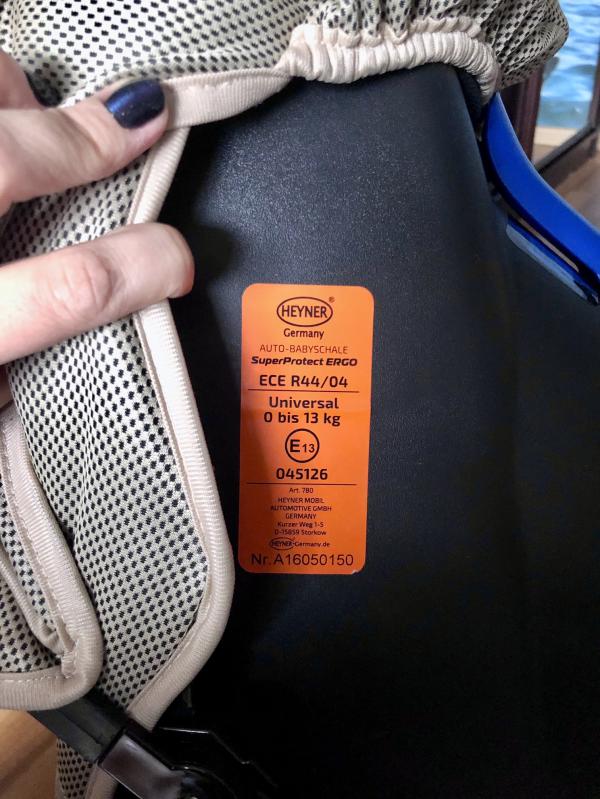 HEYNER®
Germany
AUTO-BABYSCHALE
SuperProtect ERGO
ECE R44/04
Universal
0 bis 13 kg
E13
045126
Art. 780
HEYNER MOBIL
AUTOMOTIVE GMBH
GERMANY
Kurzer Weg 1-5
D-15859 Storkow
HEYNER-Germany.de
Nr. A16050150